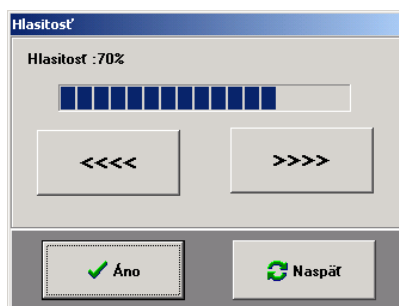 Hlasitosť
Hlasitosť :70%
<<<<
>>>>
Áno
Naspäť